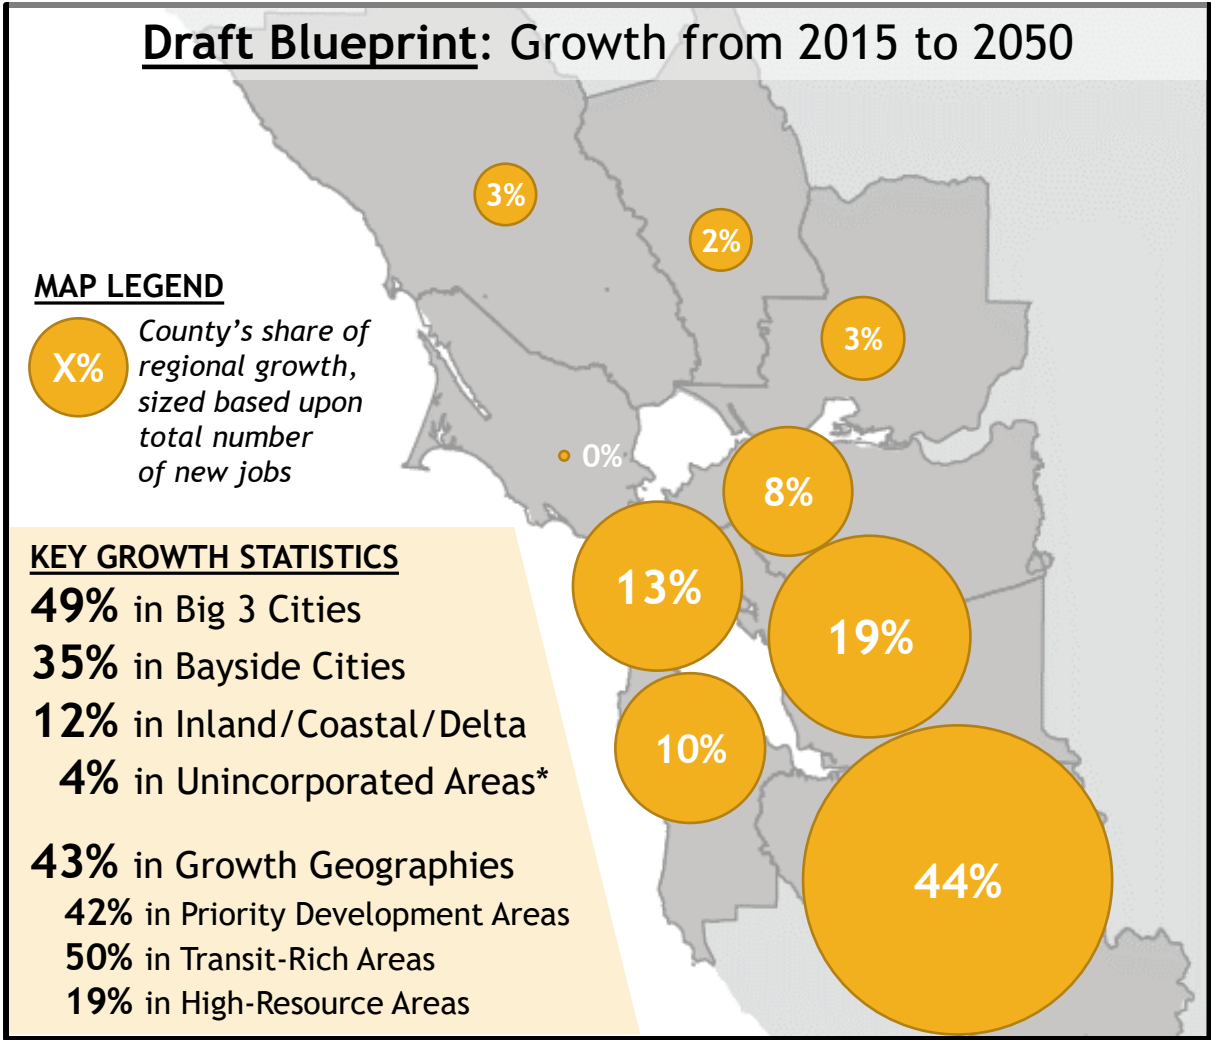 Draft Blueprint: Growth from 2015 to 2050
3%
2%
3%
MAP LEGEND
X%
County’s share of
regional growth,
sized based upon
total number
of new jobs
0%
8%
13%
19%
10%
44%
KEY GROWTH STATISTICS
49% in Big 3 Cities
35% in Bayside Cities
12% in Inland/Coastal/Delta
4% in Unincorporated Areas*
43% in Growth Geographies
42% in Priority Development Areas
50% in Transit-Rich Areas
19% in High-Resource Areas